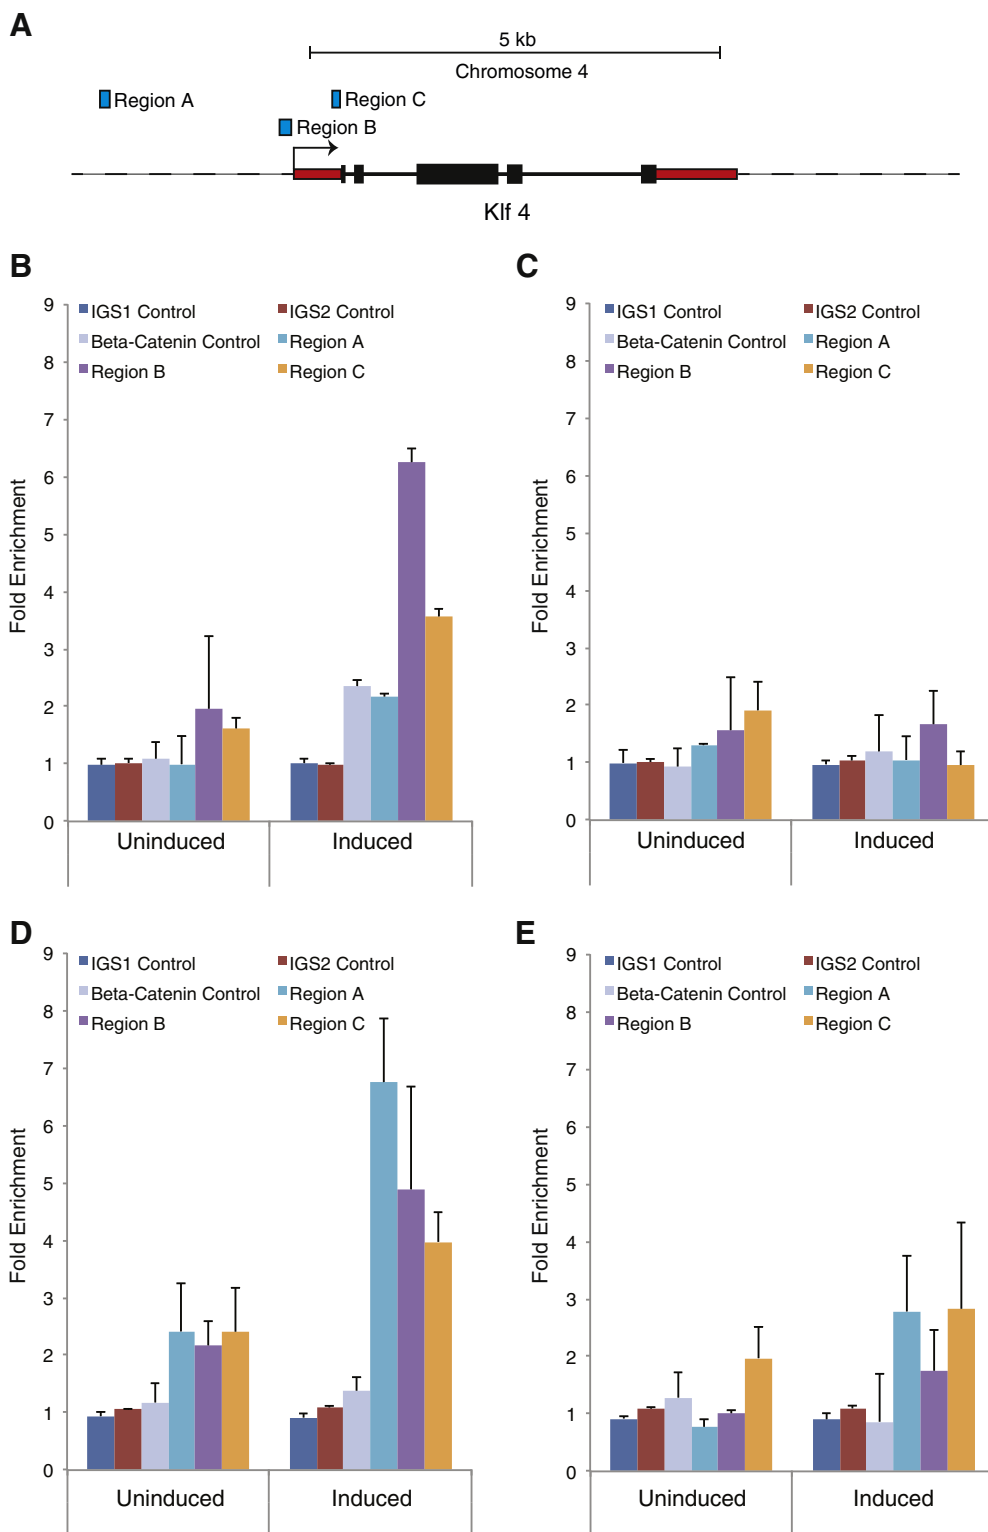 A
5 kb
Chromosome 4
Region A
Region C
Region B
Klf 4
B
9
8
7
6
5
4
3
2
1
0
Fold Enrichment
IGS1 Control
IGS2 Control
Beta-Catenin Control
Region A
Region B
Region C
Uninduced
Induced
C
9
8
7
6
5
4
3
2
1
0
Fold Enrichment
IGS1 Control
IGS2 Control
Beta-Catenin Control
Region A
Region B
Region C
Uninduced
Induced
D
9
8
7
6
5
4
3
2
1
0
Fold Enrichment
IGS1 Control
IGS2 Control
Beta-Catenin Control
Region A
Region B
Region C
Uninduced
Induced
E
9
8
7
6
5
4
3
2
1
0
Fold Enrichment
IGS1 Control
IGS2 Control
Beta-Catenin Control
Region A
Region B
Region C
Uninduced
Induced